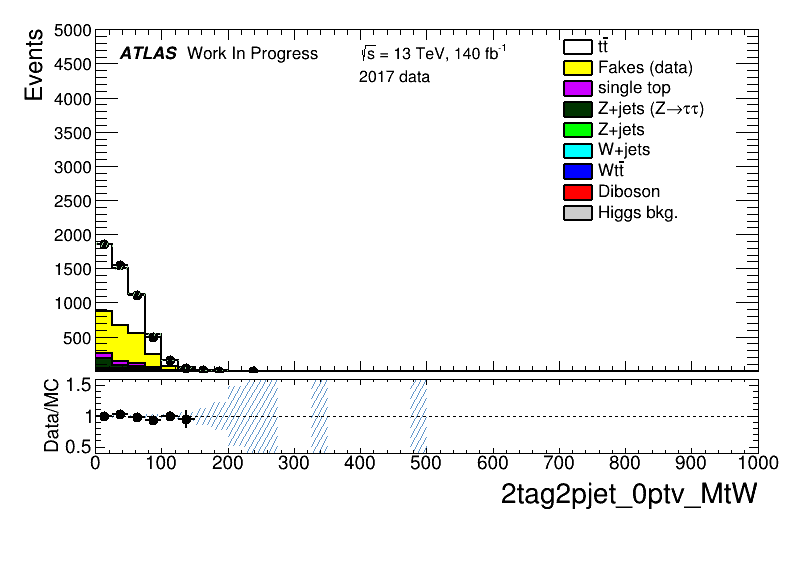 Events
5000
4500
4000
3500
3000
2500
2000
1500
1000
500
ATLAS Work In Progress
√s = 13 TeV, 140 fb⁻¹
2017 data
tt̄
Fakes (data)
single top
Z+jets (Z→ττ)
Z+jets
W+jets
Wtt̄
Diboson
Higgs bkg.
Data/MC
1.5
1
0.5
0 100 200 300 400 500 600 700 800 900 1000
2tag2pjet_0ptv_MtW